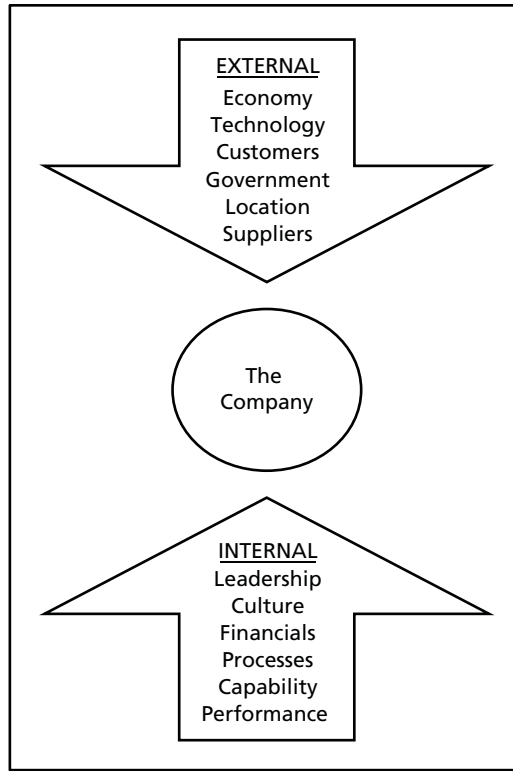 EXTERNAL
Economy
Technology
Customers
Government
Location
Suppliers
The
Company
INTERNAL
Leadership
Culture
Financials
Processes
Capability
Performance